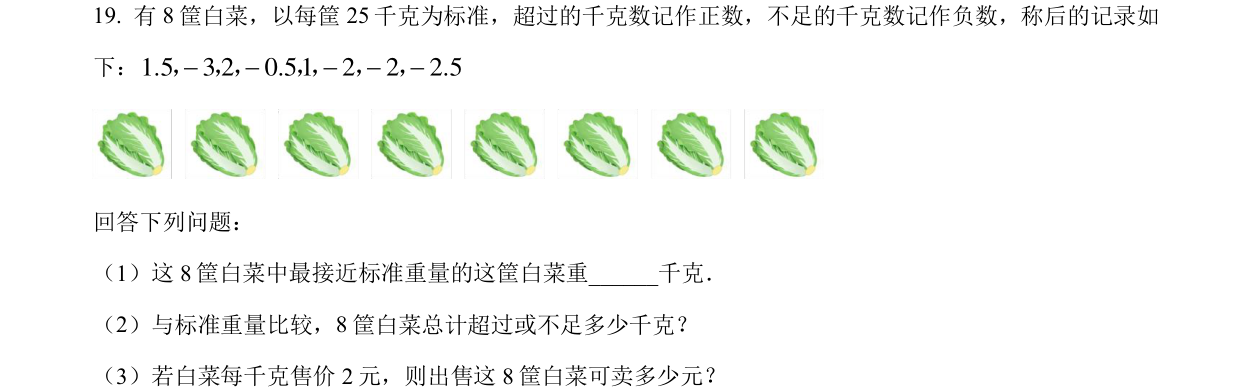 19. 有 8 筐白菜，以每筐 25 千克为标准，超过的千克数记作正数，不足的千克数记作负数，称后的记录如
下：1.5，－3，2，－0.5，1，－2，－2，－2.5
回答下列问题：
（1）这 8 筐白菜中最接近标准重量的这筐白菜重______千克．
（2）与标准重量比较，8 筐白菜总计超过或不足多少千克？
（3）若白菜每千克售价 2 元，则出售这 8 筐白菜可卖多少元？